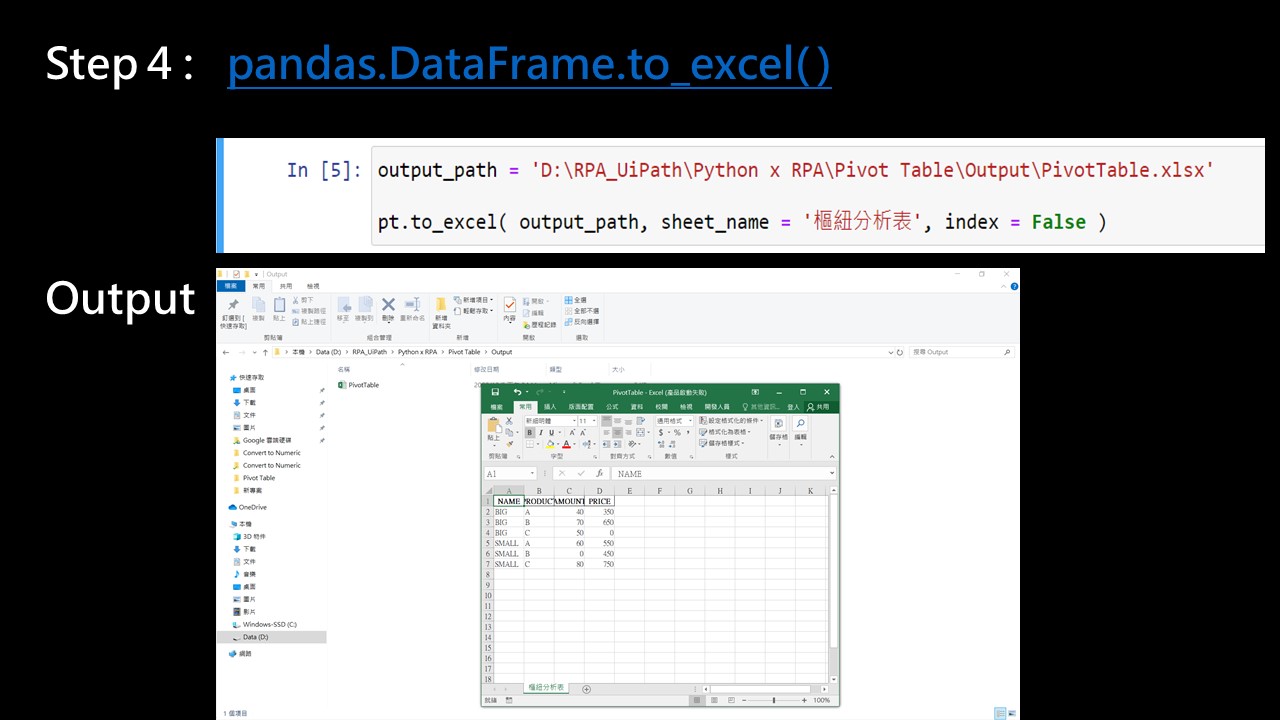 Step 4 : pandas.DataFrame.to_excel( )
In [5]: output_path = 'D:\RPA_UiPath\Python x RPA\Pivot Table\Output\PivotTable.xlsx'
pt.to_excel( output_path, sheet_name = '樞紐分析表', index = False )
Output
Output
檔案 常用 共用 檢視
釘選到 [
快速存取]
複製
貼上
剪下
複製路徑
貼上捷徑
剪貼簿
移至
複製到
刪除
重新命名
組合管理
新增
資料夾
新增項目
輕鬆存取
新增
內容
開啟
編輯
歷程記錄
開啟
全選
全部不選
反向選擇
選取
本機 > Data (D:) > RPA_UiPath > Python x RPA > Pivot Table > Output
搜尋 Output
名稱 修改日期 類型 大小
PivotTable
快速存取
桌面
下載
文件
圖片
Google 雲端硬碟
Convert to Numeric
Convert to Numeric
Pivot Table
新專案
OneDrive
本機
3D 物件
下載
文件
音樂
桌面
圖片
影片
Windows-SSD (C:)
Data (D:)
網路
1 個項目
PivotTable - Excel (產品啟動失敗)
檔案 常用 插入 版面配置 公式 資料 校閱 檢視 開發人員 其他資訊... 登入 共用
貼上
剪貼簿
新細明體 11
B I U
字型
對齊方式
通用格式
$ % ,
數值
設定格式化的條件
格式化為表格
儲存格樣式
樣式
儲存格
編輯
A1 fx NAME
A B C D E F G H I J K
1 NAME PRODUCT AMOUNT PRICE
2 BIG A 40 350
3 BIG B 70 650
4 BIG C 50 0
5 SMALL A 60 550
6 SMALL B 0 450
7 SMALL C 80 750
8
9
10
11
12
13
14
15
16
17
18
樞紐分析表
就緒
100%